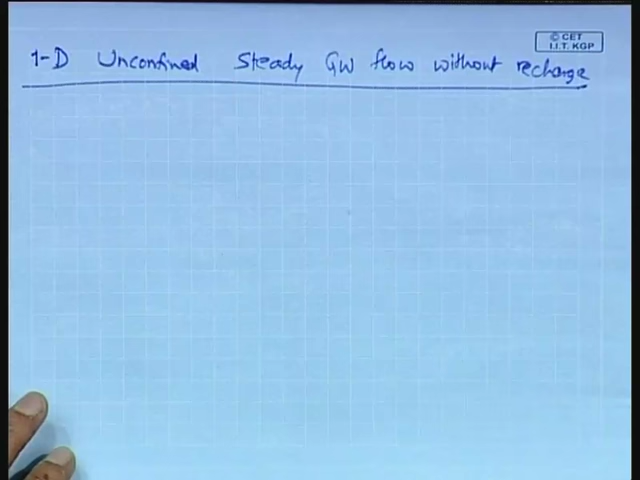 © CET
I.I.T. KGP
1-D Unconfined Steady GW flow without recharge